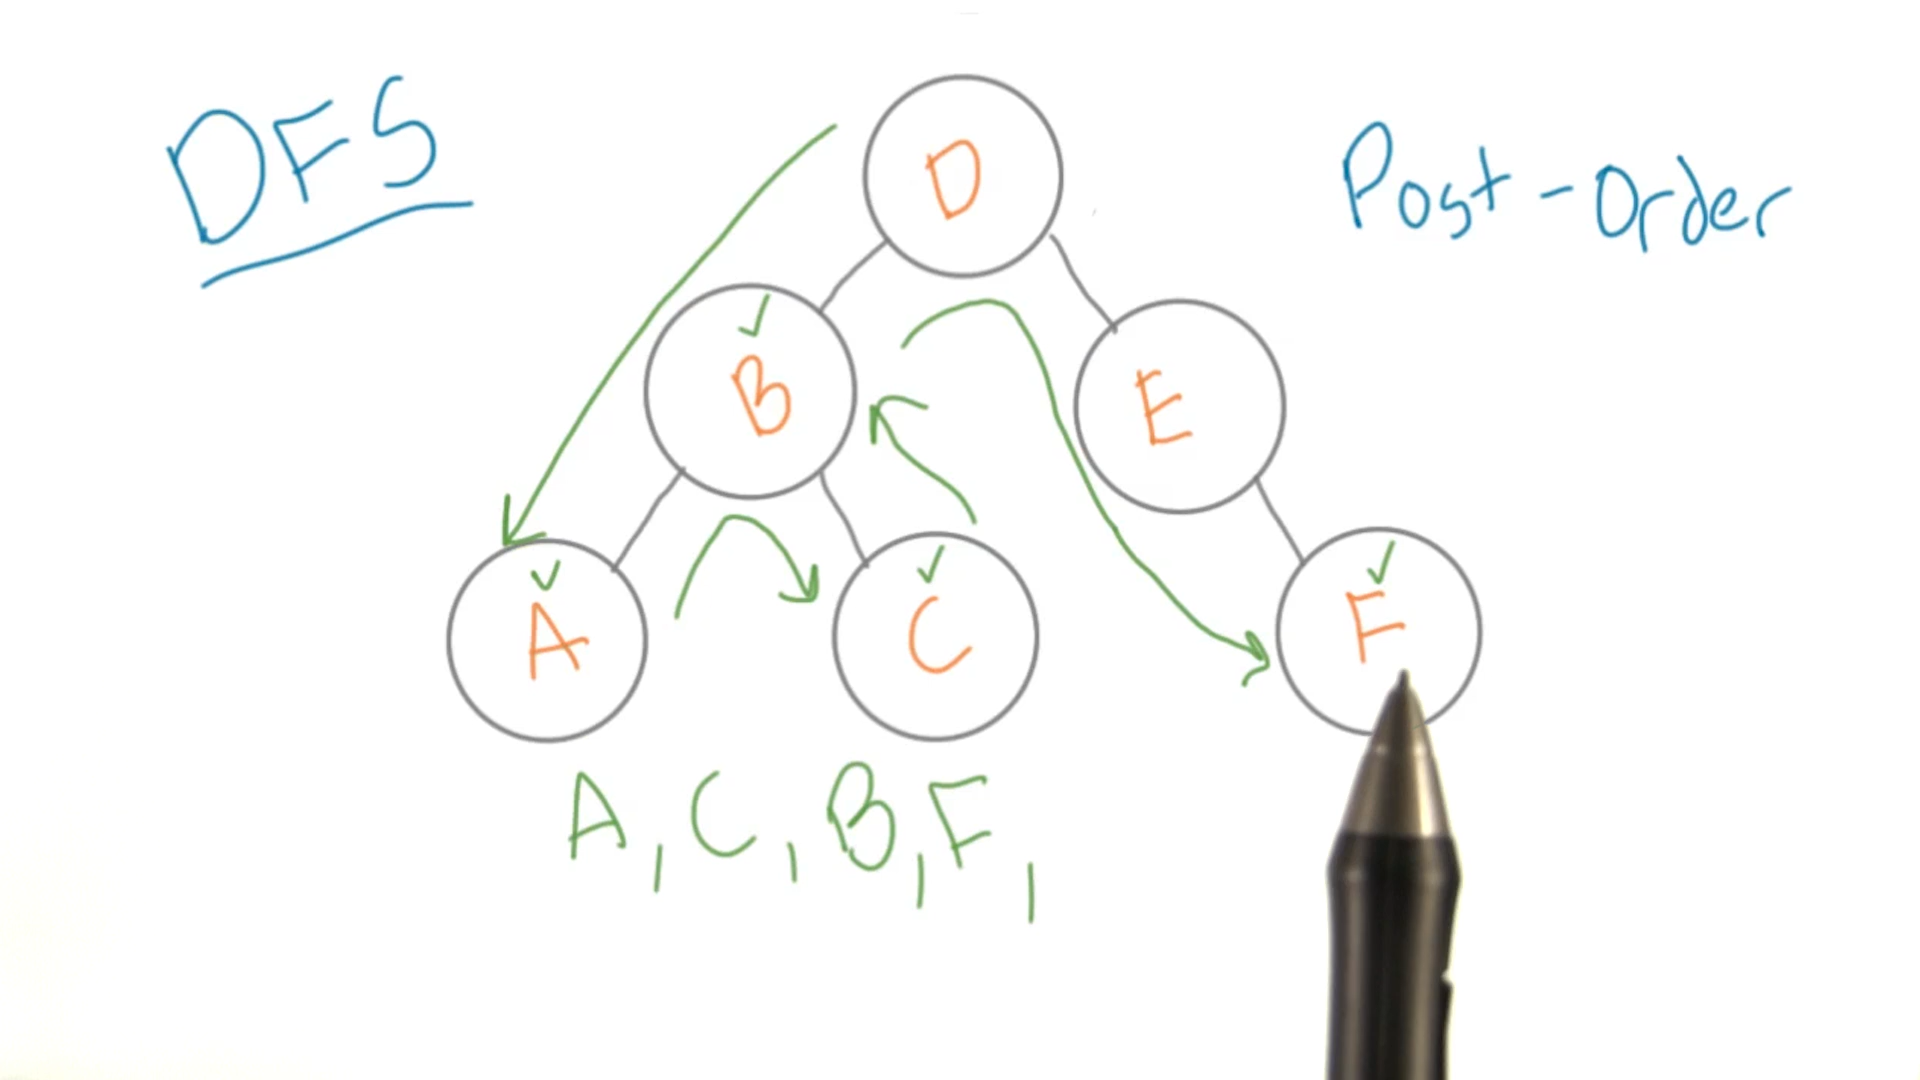 DFS
Post-Order
D
B
E
A
C
F
A, C, B, F,